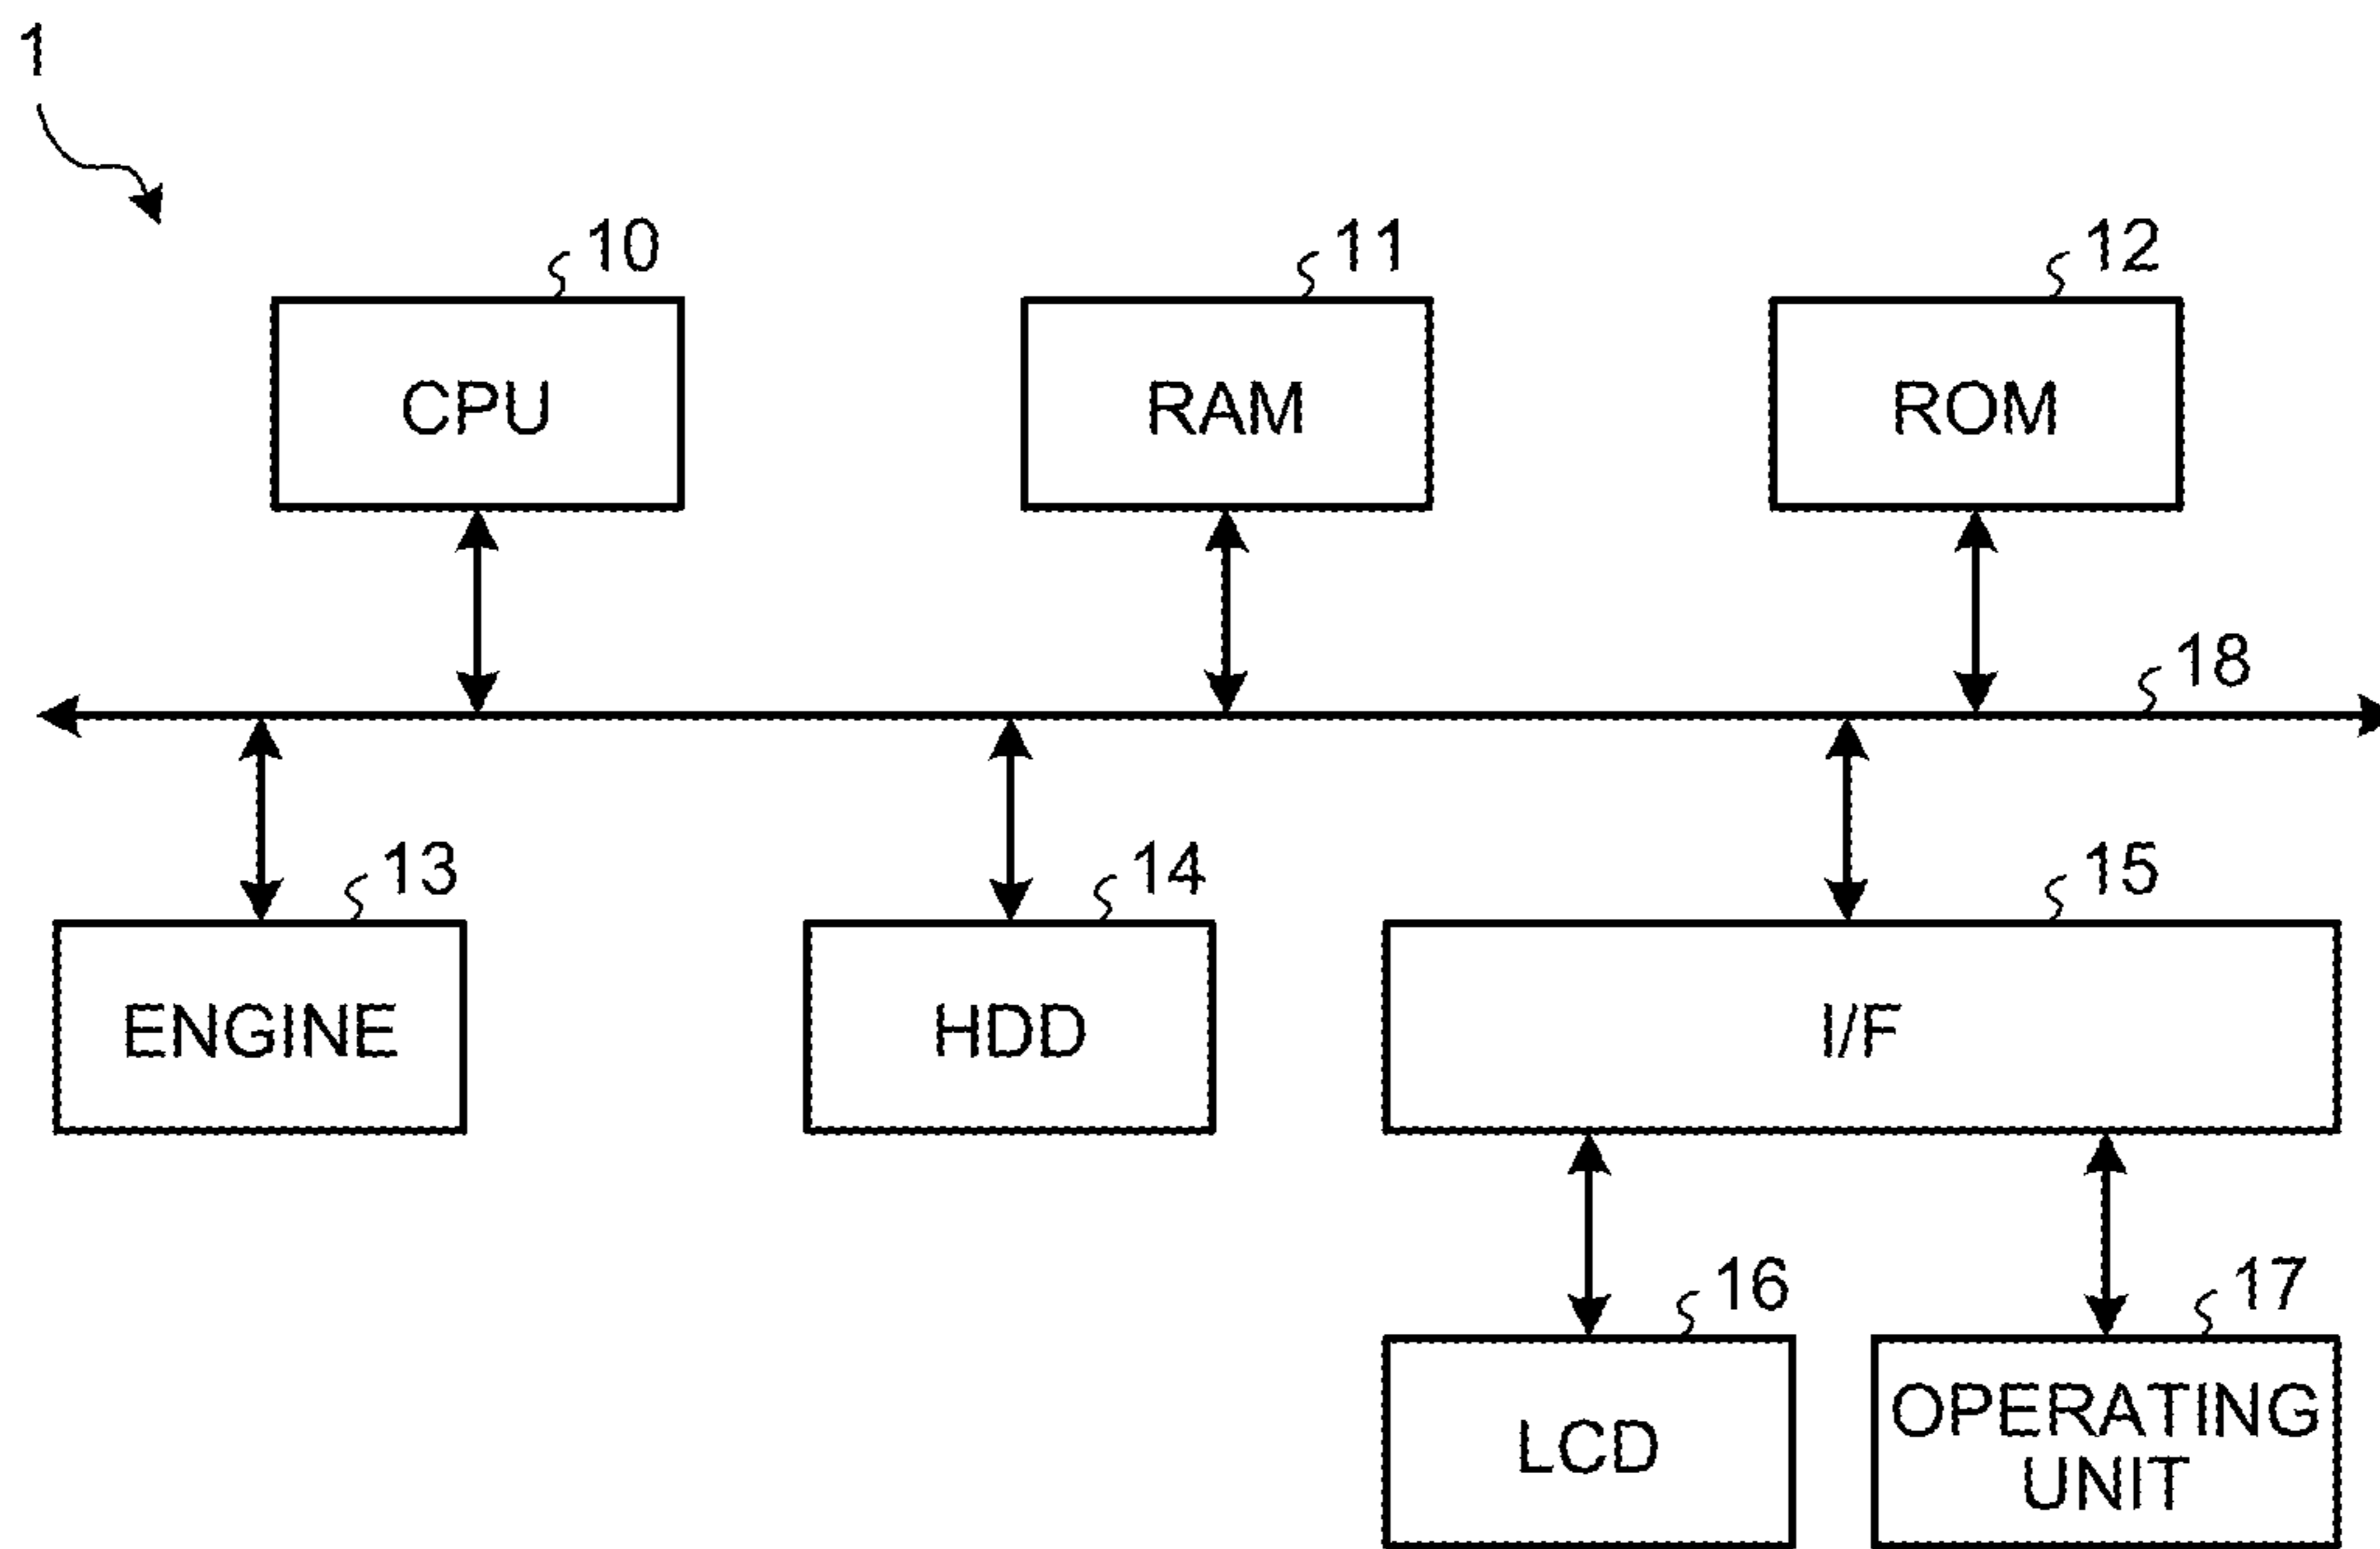 1
10
11
12
CPU
RAM
ROM
18
13
14
15
ENGINE
HDD
I/F
16
17
LCD
OPERATING
UNIT